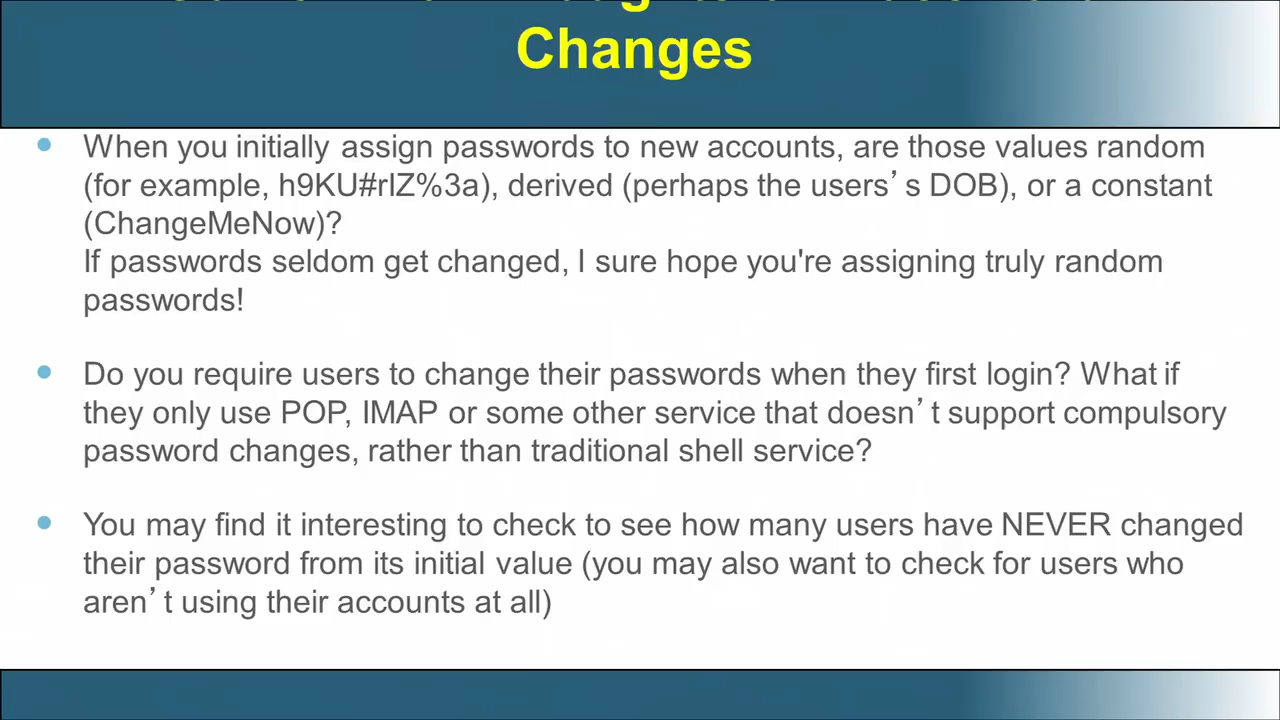 Changes
When you initially assign passwords to new accounts, are those values random
(for example, h9KU#rIZ%3a), derived (perhaps the users’s DOB), or a constant
(ChangeMeNow)?
If passwords seldom get changed, I sure hope you're assigning truly random
passwords!
Do you require users to change their passwords when they first login? What if
they only use POP, IMAP or some other service that doesn’t support compulsory
password changes, rather than traditional shell service?
You may find it interesting to check to see how many users have NEVER changed
their password from its initial value (you may also want to check for users who
aren’t using their accounts at all)